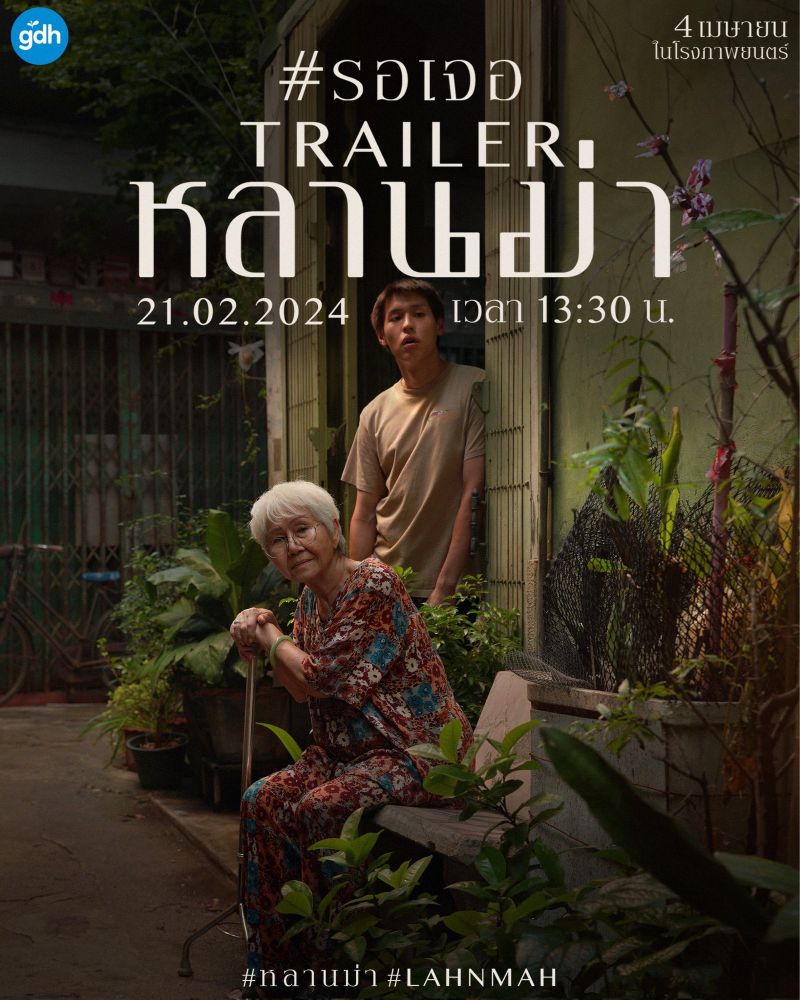 gdh
4 เมษายน
ในโรงภาพยนตร์
#รอเจอ
TRAILER
หลานม่า
21.02.2024 เวลา 13:30 น.
#หลานม่า #LAHNMAH